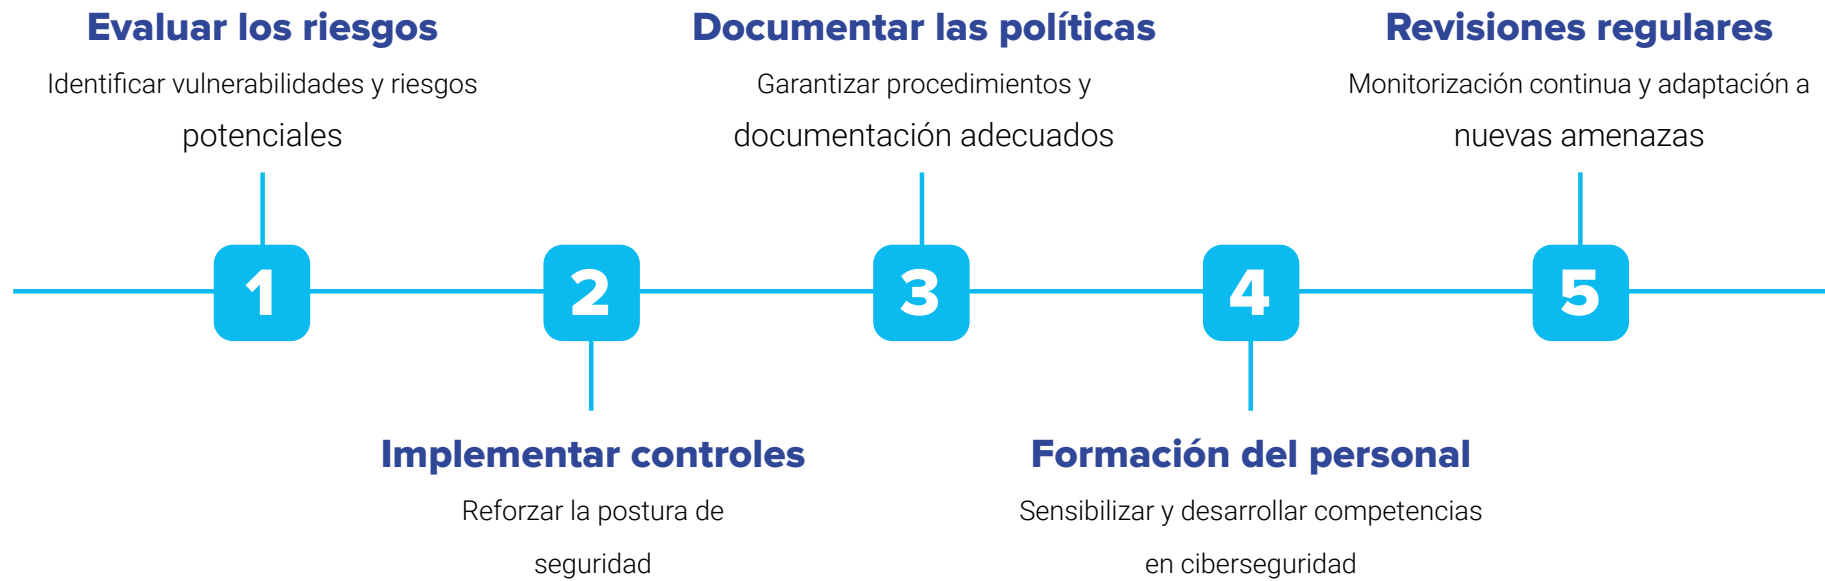 Evaluar los riesgos
Identificar vulnerabilidades y riesgos
potenciales
1
2
Implementar controles
Reforzar la postura de
seguridad
Documentar las políticas
Garantizar procedimientos y
documentación adecuados
3
4
Formación del personal
Sensibilizar y desarrollar competencias
en ciberseguridad
Revisiones regulares
Monitorización continua y adaptación a
nuevas amenazas
5